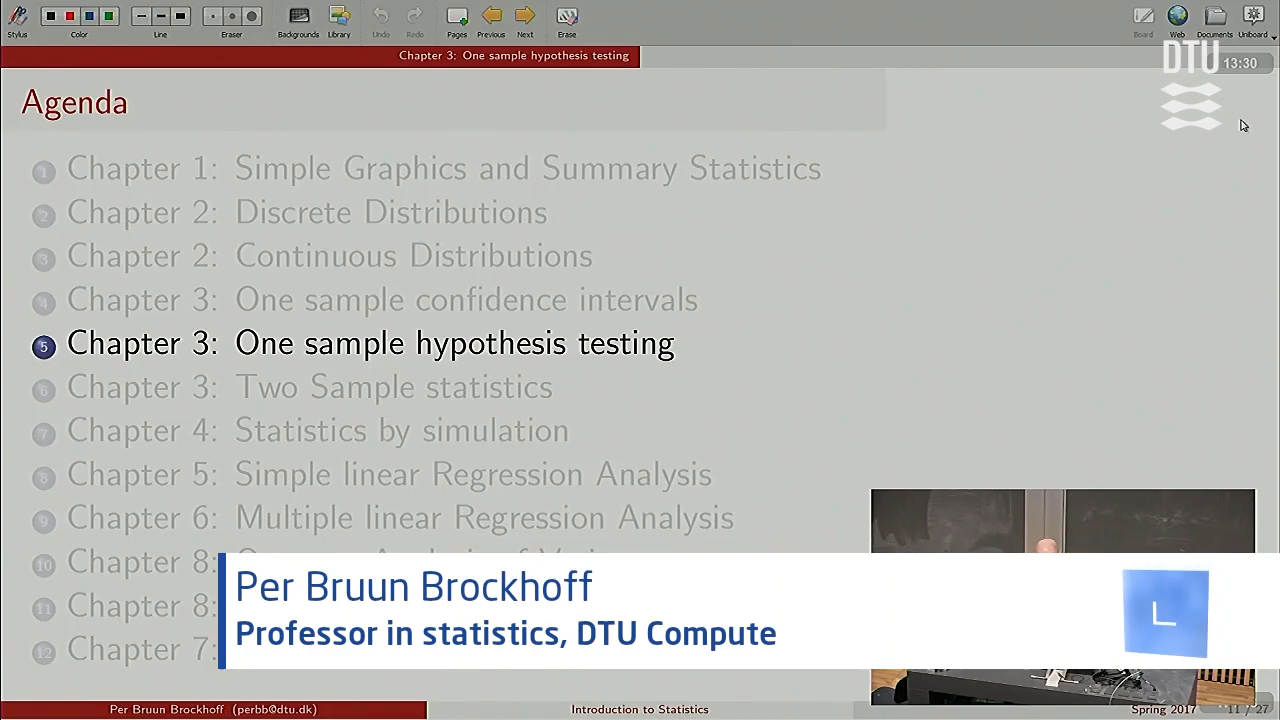 Stylus
Color
Line
Eraser
Backgrounds
Library
Undo
Redo
Pages
Previous
Next
Erase
Board
Web
Documents
Uniboard
Chapter 3: One sample hypothesis testing
DTU
13:30
Agenda
1 Chapter 1: Simple Graphics and Summary Statistics
2 Chapter 2: Discrete Distributions
3 Chapter 2: Continuous Distributions
4 Chapter 3: One sample confidence intervals
5 Chapter 3: One sample hypothesis testing
6 Chapter 3: Two Sample statistics
7 Chapter 4: Statistics by simulation
8 Chapter 5: Simple linear Regression Analysis
9 Chapter 6: Multiple linear Regression Analysis
10 Chapter 8:
11 Chapter 8:
12 Chapter 7:
Per Bruun Brockhoff
Professor in statistics, DTU Compute
L
Per Bruun Brockhoff (perbb@dtu.dk)
Introduction to Statistics
Spring 2017
11 / 27